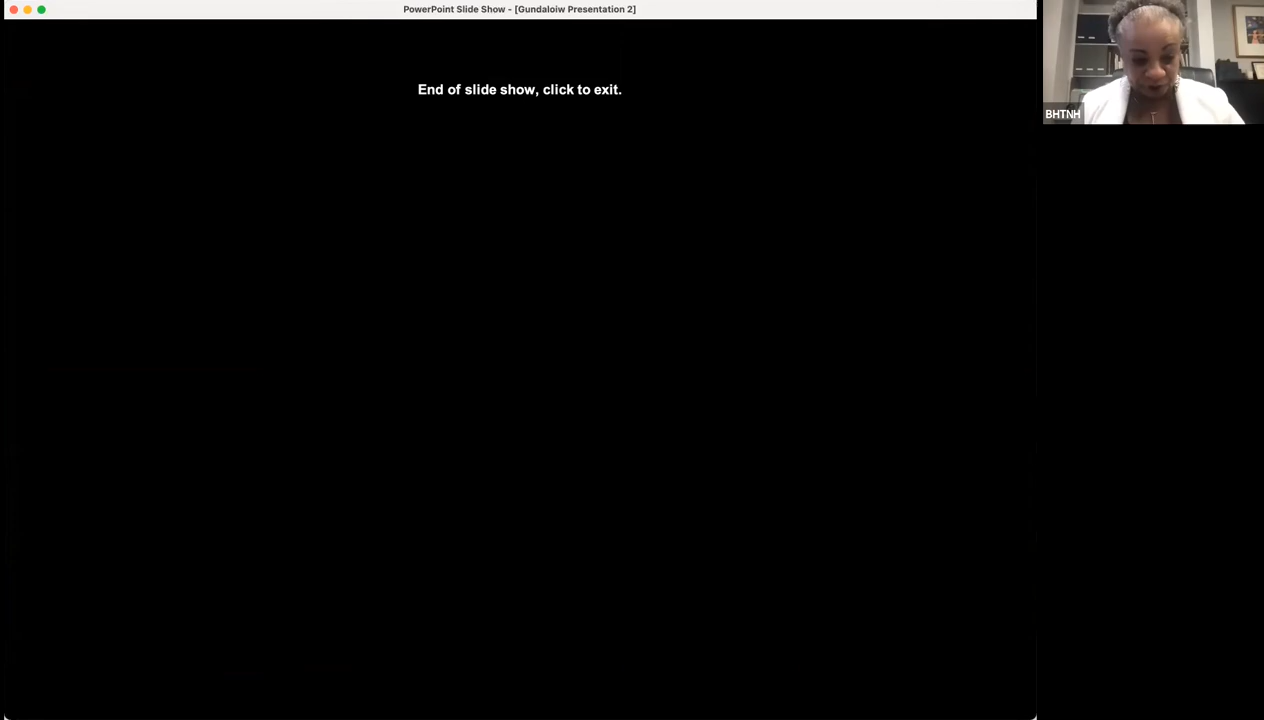 PowerPoint Slide Show - [Gundaloiw Presentation 2]
End of slide show, click to exit.
BHTNH